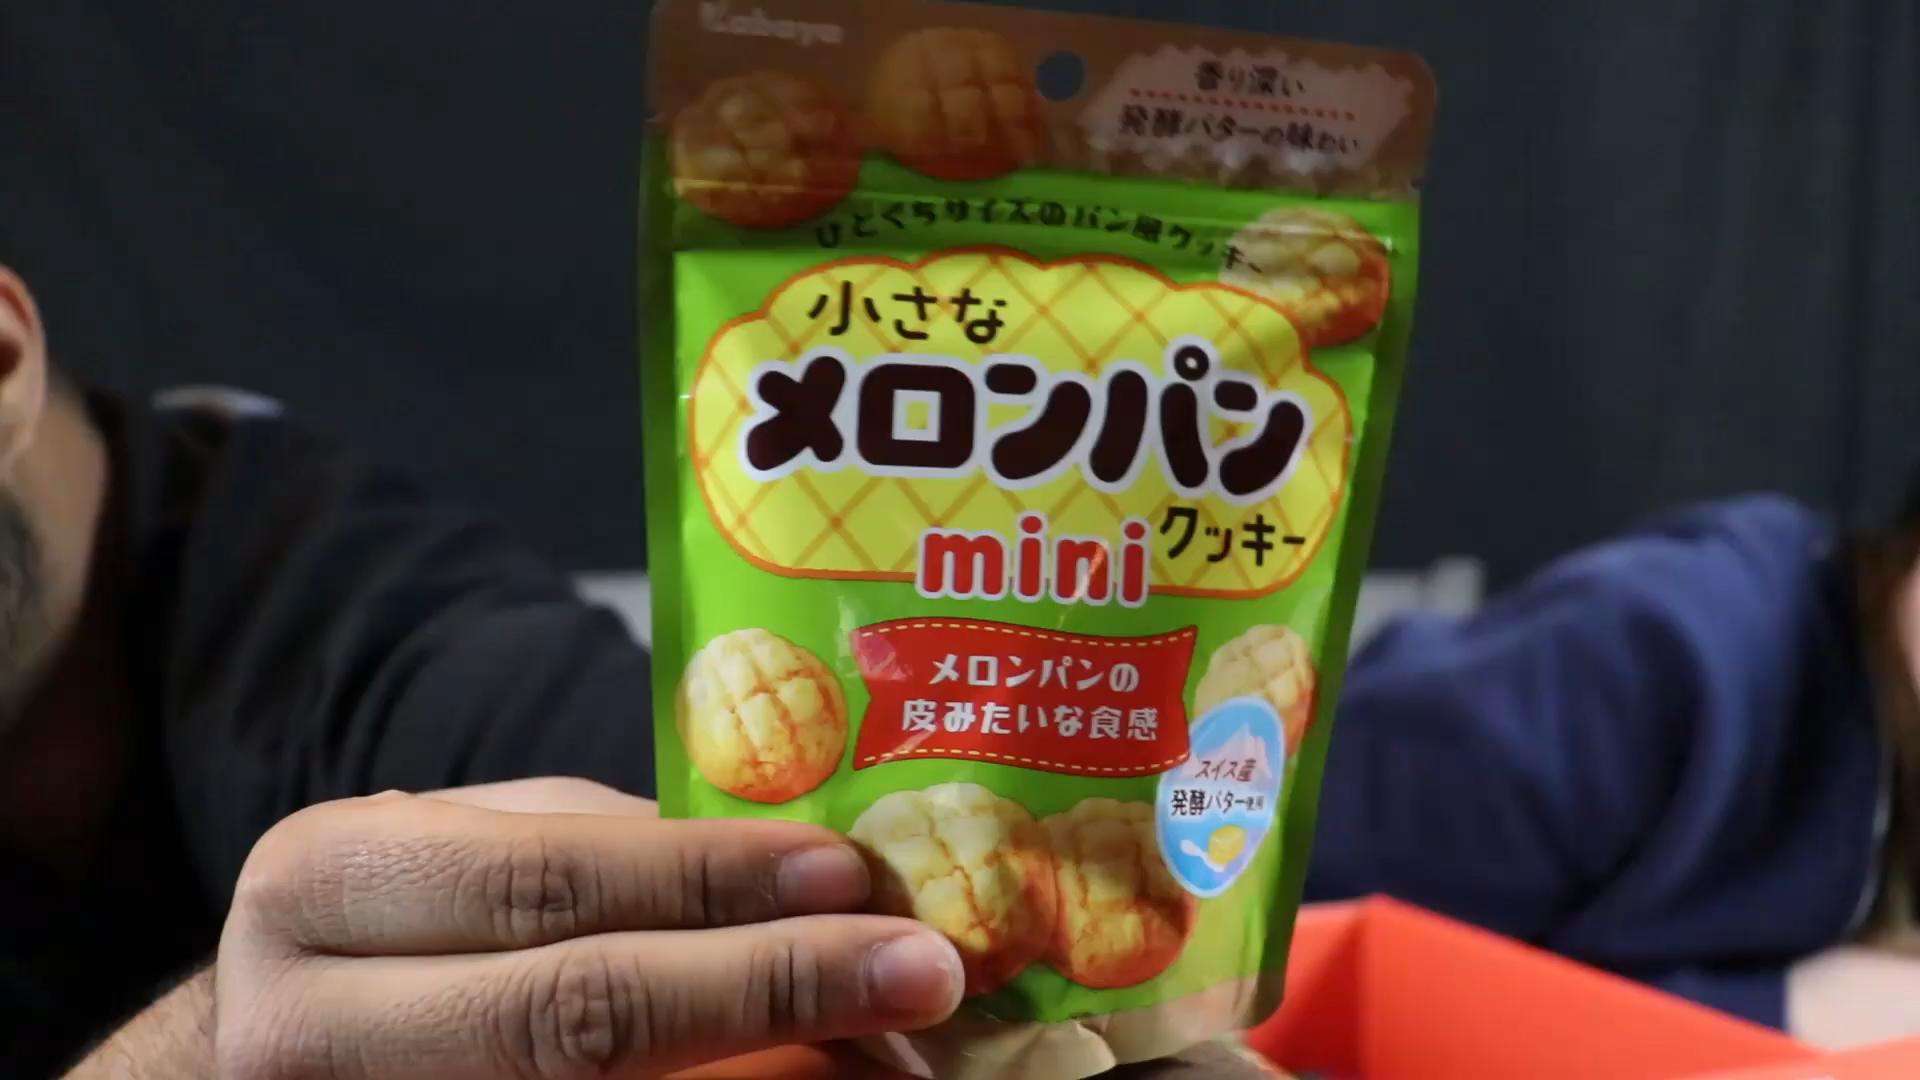 Kabaya
香り深い
発酵バターの味わい
ひとくちサイズのパン風クッキー
小さな
メロンパン
mini クッキー
メロンパンの
皮みたいな食感
スイス産
発酵バター使用